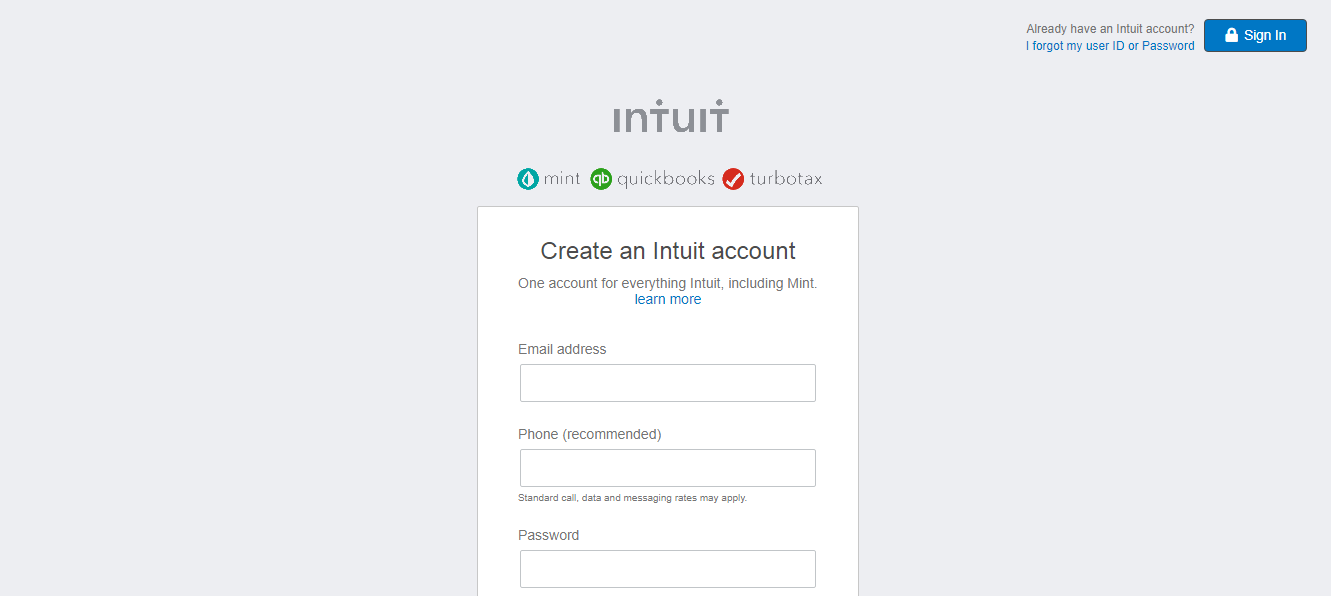 Already have an Intuit account?
I forgot my user ID or Password
Sign In
intuit
mint quickbooks turbotax
Create an Intuit account
One account for everything Intuit, including Mint.
learn more
Email address
Phone (recommended)
Standard call, data and messaging rates may apply.
Password